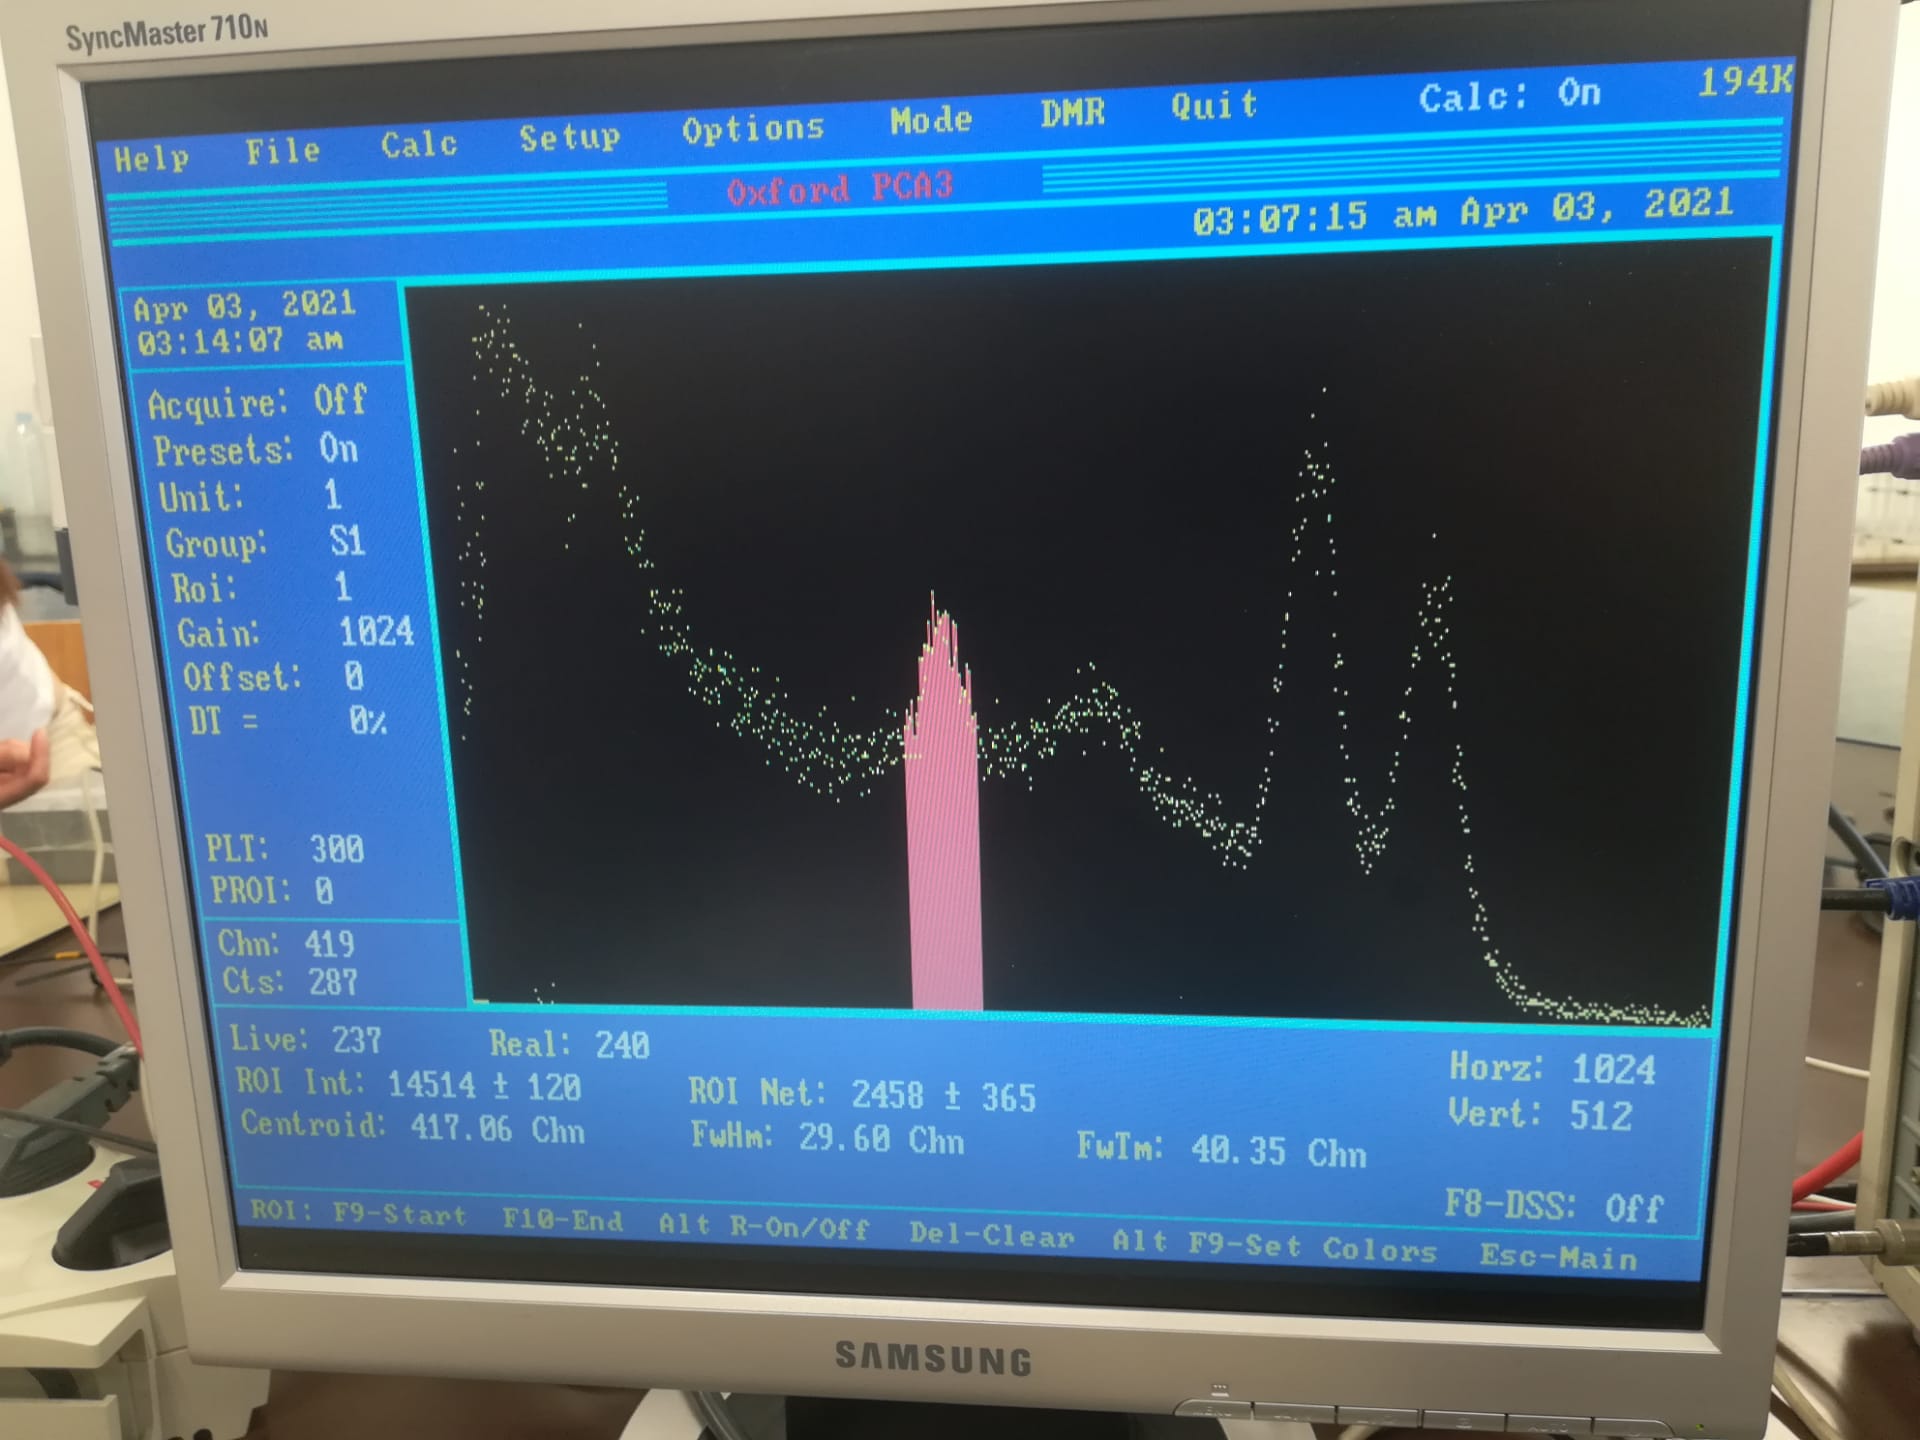 SyncMaster 710N
Help File Calc Setup Options Mode DMR Quit Calc: On 194K
Oxford PCA3
03:07:15 am Apr 03, 2021
Apr 03, 2021
03:14:07 am
Acquire: Off
Presets: On
Unit: 1
Group: S1
Roi: 1
Gain: 1024
Offset: 0
DT = 0%
PLT: 300
PROI: 0
Chn: 419
Cts: 287
Live: 237 Real: 240
Horz: 1024
ROI Int: 14514 ± 120 ROI Net: 2458 ± 365
Vert: 512
Centroid: 417.06 Chn FwHm: 29.60 Chn FwTm: 40.35 Chn
F8-DSS: Off
ROI: F9-Start F10-End Alt R-On/Off Del-Clear Alt F9-Set Colors Esc-Main
SAMSUNG